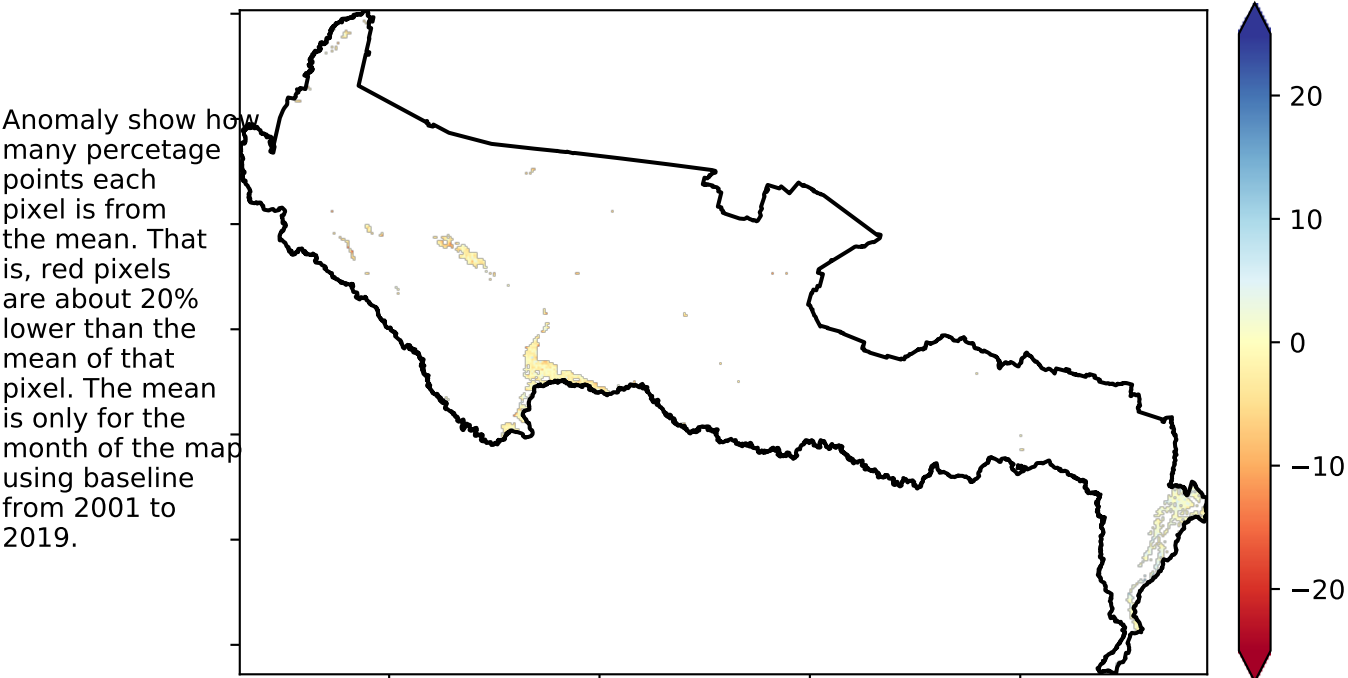 Anomaly show how
many percetage
points each
pixel is from
the mean. That
is, red pixels
are about 20%
lower than the
mean of that
pixel. The mean
is only for the
month of the map
using baseline
from 2001 to
2019.
20
10
0
−10
−20